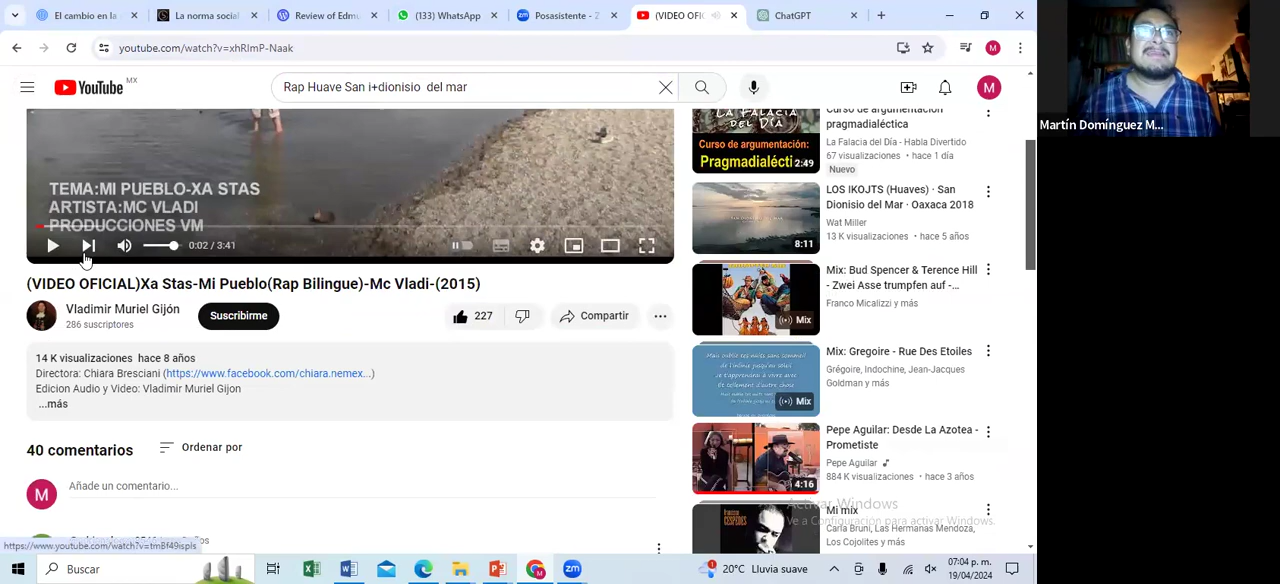 El cambio en la
La norma social
Review of Edmu
(133) WhatsApp
Posasistente - Z
(VIDEO OFIC
ChatGPT
youtube.com/watch?v=xhRlmP-Naak
M
YouTube MX
Rap Huave San i+dionisio del mar
M
TEMA:MI PUEBLO-XA STAS
ARTISTA:MC VLADI
0:02 / 3:41
(VIDEO OFICIAL)Xa Stas-Mi Pueblo(Rap Bilingue)-Mc Vladi-(2015)
Vladimir Muriel Gijón
286 suscriptores
Suscribirme
227
Compartir
14 K visualizaciones hace 8 años
Directora: Chiara Bresciani (https://www.facebook.com/chiara.nemex...)
Edicion Audio y Video: Vladimir Muriel Gijon
...más
40 comentarios
Ordenar por
M
Añade un comentario...
https://www.youtube.com/watch?v=
Curso de argumentación
pragmadialéctica
La Falacia del Día - Habla Divertido
67 visualizaciones • hace 1 día
Nuevo
LA FALACIA
DEL DÍA
Curso de argumentación:
Pragmadialécti
2:49
LOS IKOJTS (Huaves) · San
Dionisio del Mar · Oaxaca 2018
Wat Miller
13 K visualizaciones • hace 5 años
8:11
Mix: Bud Spencer & Terence Hill
- Zwei Asse trumpfen auf -...
Franco Micalizzi y más
Mix
Mix: Gregoire - Rue Des Etoiles
Grégoire, Indochine, Jean-Jacques
Goldman y más
Mix
Pepe Aguilar: Desde La Azotea -
Prometiste
Pepe Aguilar
884 K visualizaciones • hace 3 años
4:16
Mi mix
Carla Bruni, Las Hermanas Mendoza,
Los Cojolites y más
Activar Windows
Ve a Configuración para activar Windows.
Martín Domínguez M...
Buscar
20°C Lluvia suave
07:04 p. m.
19/04/2024